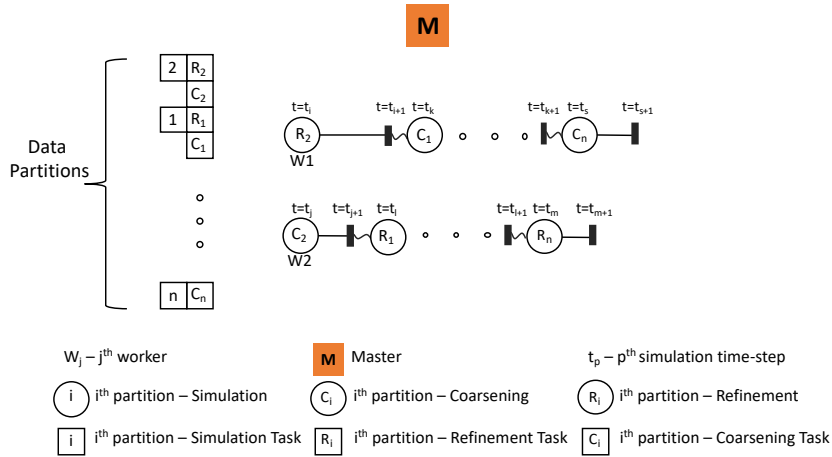 M
2 R₂
C₂
1 R₁
C₁
n Cₙ
Data
Partitions
t=tᵢ t=tᵢ₊₁ t=tₖ t=tₖ₊₁ t=tₛ t=tₛ₊₁
R₂ C₁ Cₙ
W1
t=tⱼ t=tⱼ₊₁ t=tₗ t=tₗ₊₁ t=tₘ t=tₘ₊₁
C₂ R₁ Rₙ
W2
Wⱼ – jᵗʰ worker M Master tₚ – pᵗʰ simulation time-step
i iᵗʰ partition – Simulation Cᵢ iᵗʰ partition – Coarsening Rᵢ iᵗʰ partition – Refinement
i iᵗʰ partition – Simulation Task Rᵢ iᵗʰ partition – Refinement Task Cᵢ iᵗʰ partition – Coarsening Task